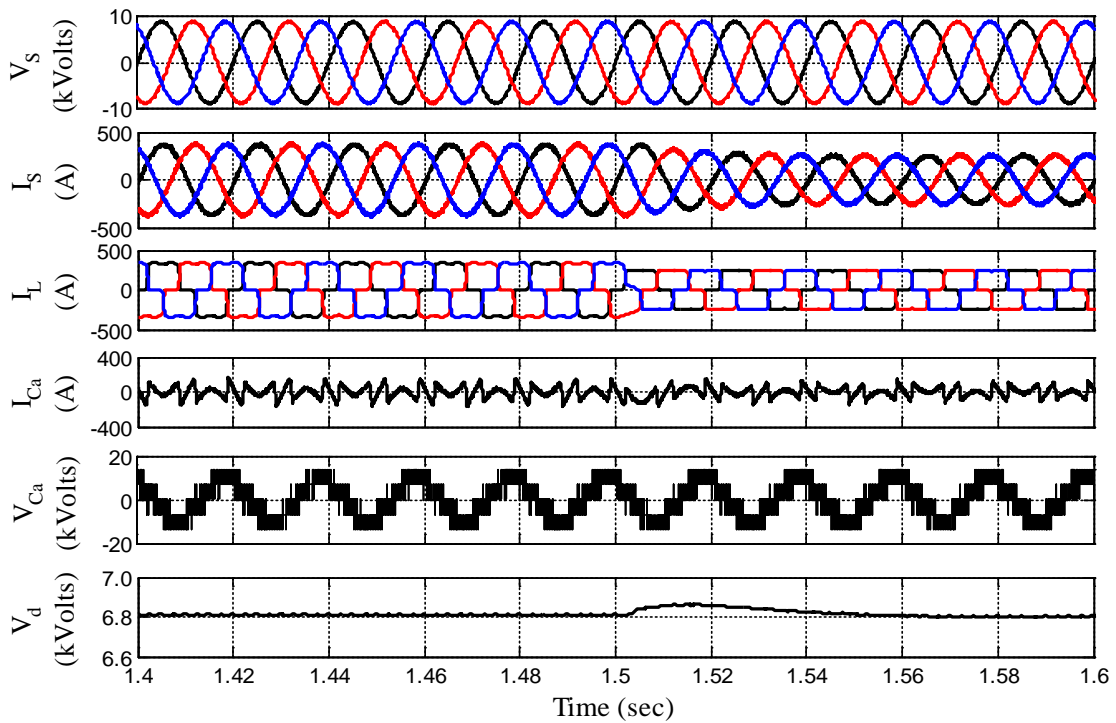 V_S
(kVolts)
10
0
-10
I_S
(A)
500
0
-500
I_L
(A)
500
0
-500
I_Ca
(A)
400
0
-400
V_Ca
(kVolts)
20
0
-20
V_d
(kVolts)
7.0
6.8
6.6
1.4 1.42 1.44 1.46 1.48 1.5 1.52 1.54 1.56 1.58 1.6
Time (sec)